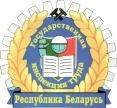 Государственная
инспекция труда
Республика Беларусь